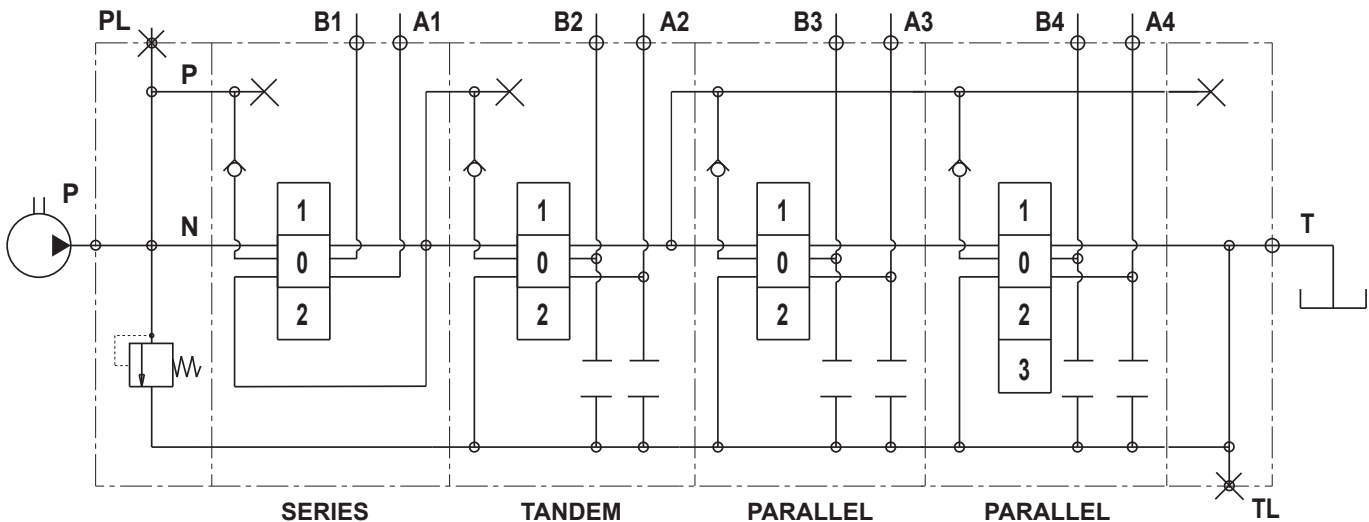 PL B1 A1 B2 A2 B3 A3 B4 A4
P
P N T
1 1 1 1
0 0 0 0
2 2 2 2
3
SERIES TANDEM PARALLEL PARALLEL TL